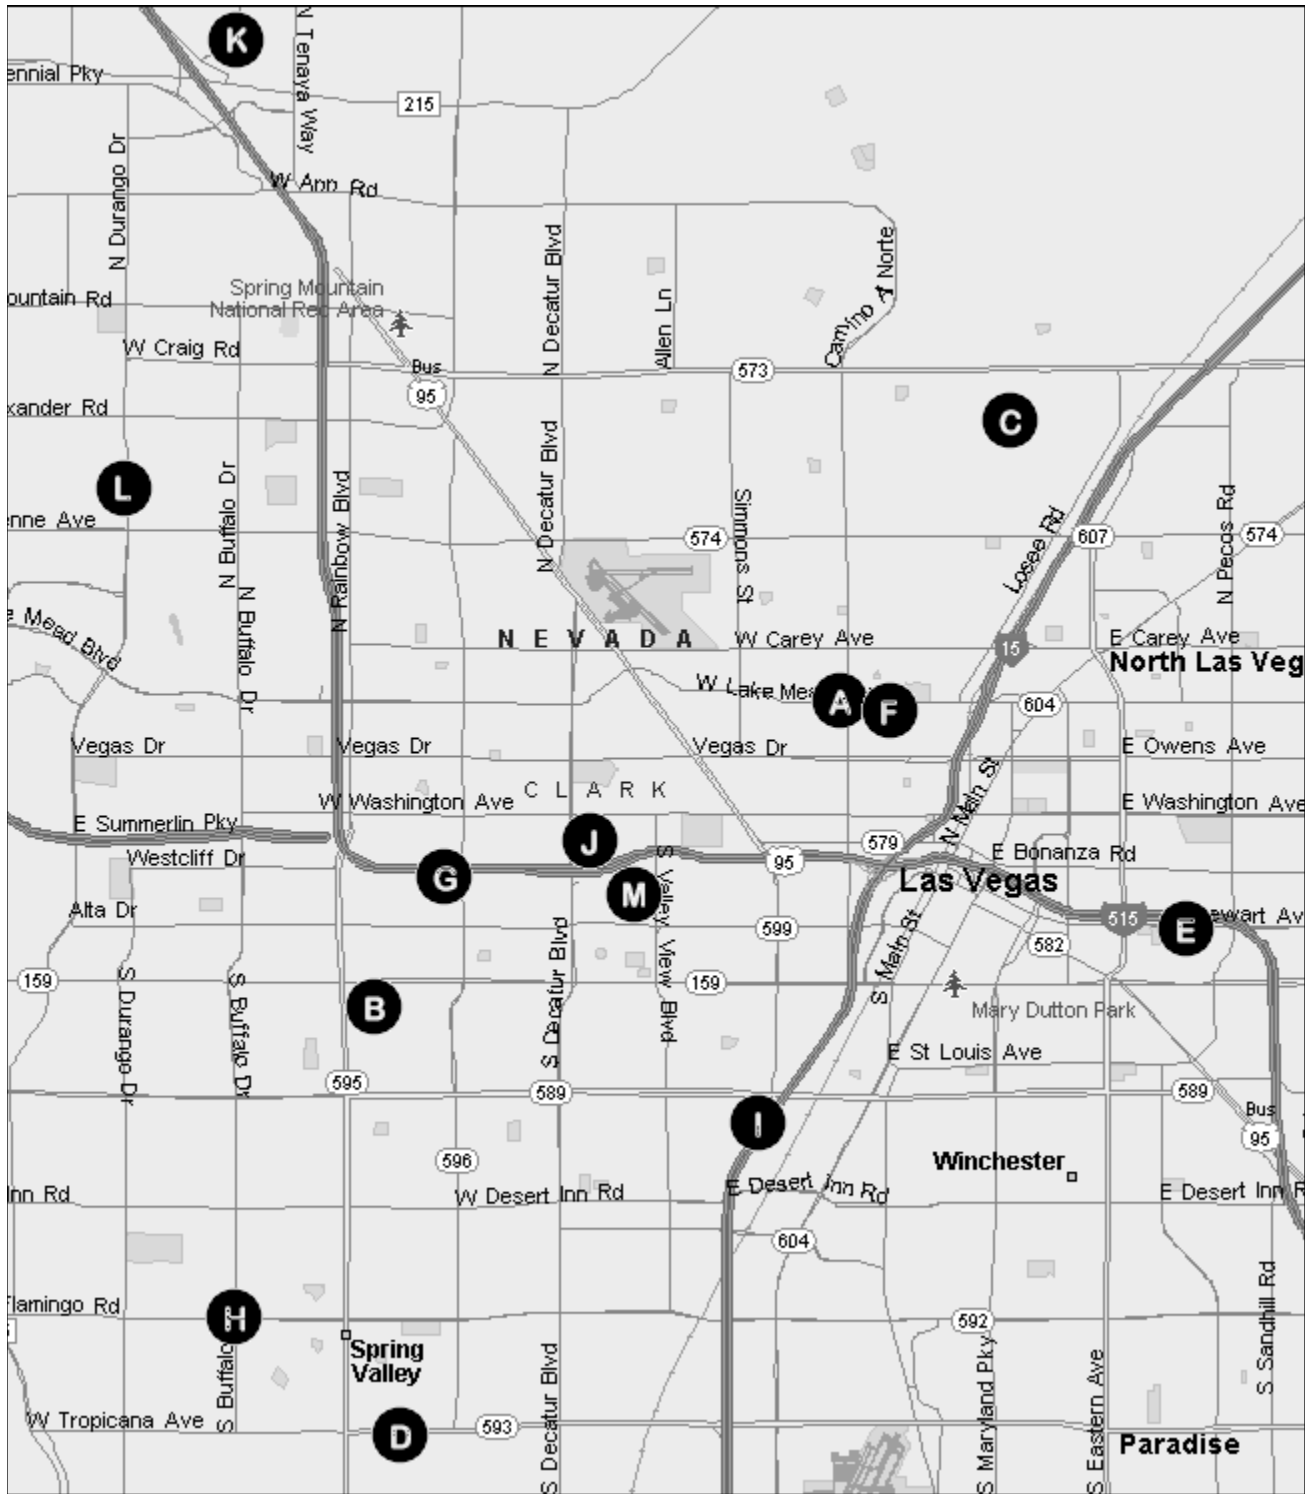 K
N Tenaya Way
ennial Pky
215
N Durango Dr
W Ann Rd
N Decatur Blvd
Norte
Camino A
Allen Ln
Spring Mountain
National Rec Area
ountain Rd
W Craig Rd
Bus
95
573
xander Rd
C
L
N Buffalo Dr
N Rainbow Blvd
N Decatur Blvd
Simmons St
Losee Rd
N Pecos Rd
enne Ave
574
607
574
N Buffalo Dr
e Mead Blvd
NEVADA
W Carey Ave
15
E Carey Ave
North Las Veg
W Lake Mea
A
F
604
Vegas Dr
Vegas Dr
Vegas Dr
E Owens Ave
CLARK
W Washington Ave
E Washington Ave
N Main St
E Summerlin Pky
J
579
Westcliff Dr
95
E Bonanza Rd
G
M
Las Vegas
S Valley View Blvd
Alta Dr
599
515
E
ewart Av
582
S Decatur Blvd
S Main St
159
S Durango Dr
S Buffalo Dr
159
B
Mary Dutton Park
E St Louis Ave
595
589
589
I
Bus
95
596
Winchester
nn Rd
W Desert Inn Rd
E Desert Inn Rd
E Desert Inn R
604
S Sandhill Rd
Flamingo Rd
H
592
Spring
Valley
S Buffalo
S Decatur Blvd
S Maryland Pky
S Eastern Ave
W Tropicana Ave
D
593
Paradise